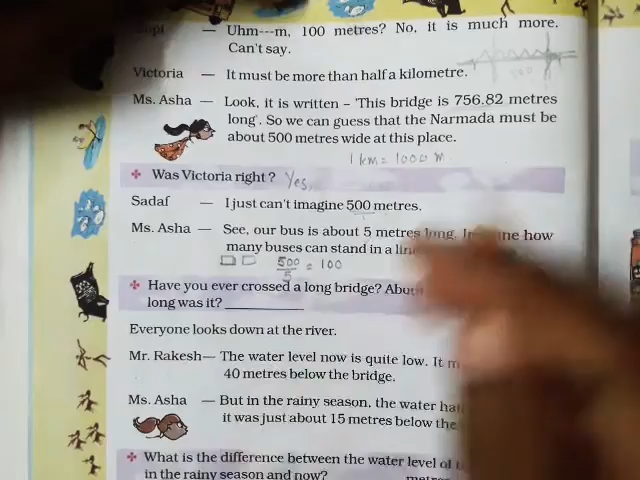 — Uhm---m, 100 metres? No, it is much more.
Can't say.
Victoria — It must be more than half a kilometre.
Ms. Asha — Look, it is written – 'This bridge is 756.82 metres
long'. So we can guess that the Narmada must be
about 500 metres wide at this place.
1 km = 1000 m
Was Victoria right? Yes.
Sadaf — I just can't imagine 500 metres.
Ms. Asha — See, our bus is about 5 metres long. how
many buses can stand in a
500/5 = 100
Have you ever crossed a long bridge?
long was it?
Everyone looks down at the river.
Mr. Rakesh— The water level now is quite low. It
40 metres below the bridge.
Ms. Asha — But in the rainy season, the water
it was just about 15 metres below the
What is the difference between the water level
in the rainy season and now?